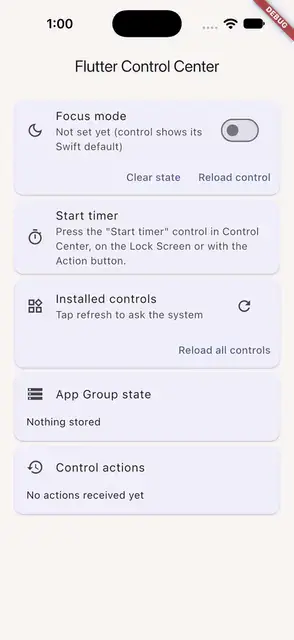 1:00
DEBUG
Flutter Control Center
Focus mode
Not set yet (control shows its
Swift default)
Clear state
Reload control
Start timer
Press the "Start timer" control in Control
Center, on the Lock Screen or with the
Action button.
Installed controls
Tap refresh to ask the system
Reload all controls
App Group state
Nothing stored
Control actions
No actions received yet